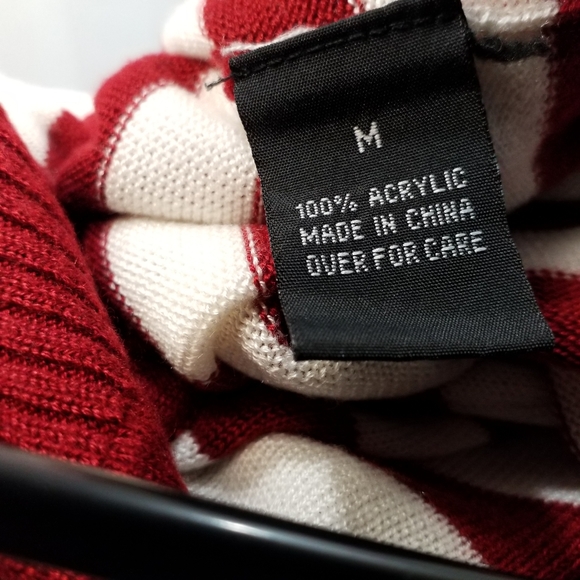 M
100% ACRYLIC
MADE IN CHINA
OVER FOR CARE